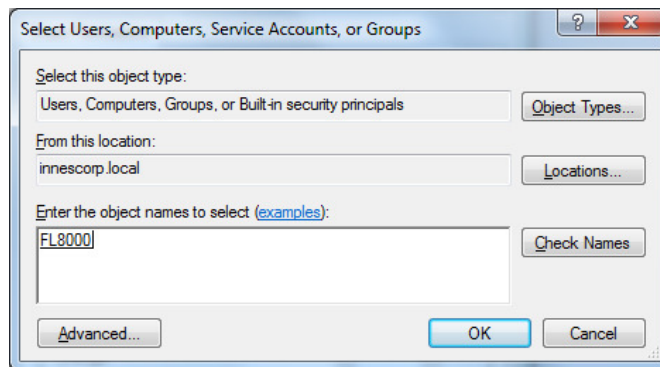 Select Users, Computers, Service Accounts, or Groups
Select this object type:
Users, Computers, Groups, or Built-in security principals
Object Types...
From this location:
innescorp.local
Locations...
Enter the object names to select (examples):
FL8000
Check Names
Advanced...
OK
Cancel